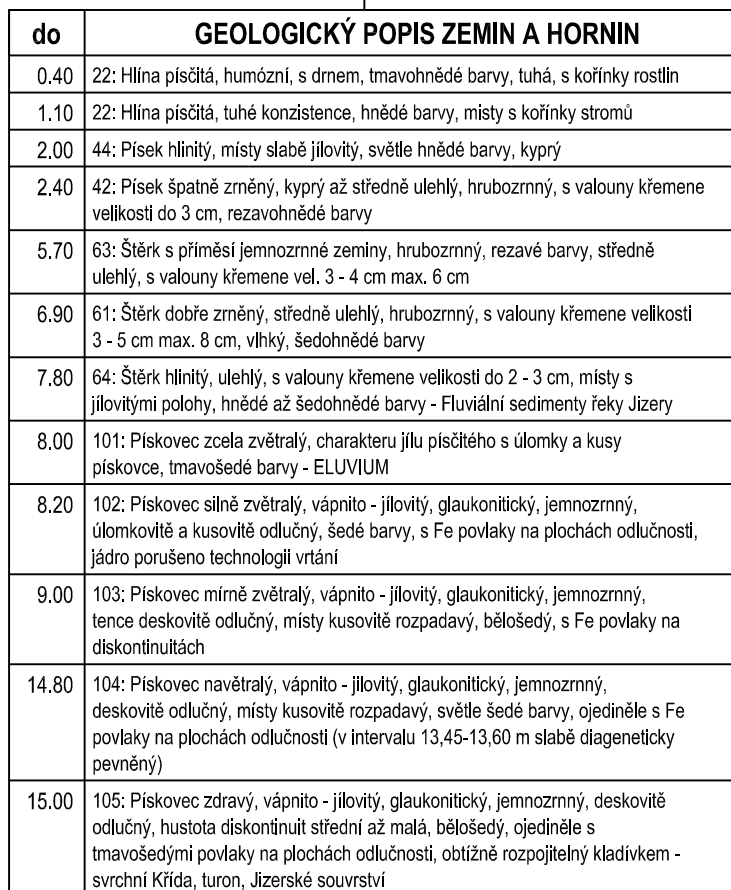 do GEOLOGICKÝ POPIS ZEMIN A HORNIN
0.40 22: Hlína písčitá, humózní, s drnem, tmavohnědé barvy, tuhá, s kořínky rostlin
1.10 22: Hlína písčitá, tuhé konzistence, hnědé barvy, misty s kořínky stromů
2.00 44: Písek hlinitý, místy slabě jílovitý, světle hnědé barvy, kyprý
2.40 42: Písek špatně zrněný, kyprý až středně ulehlý, hrubozrnný, s valouny křemene
velikosti do 3 cm, rezavohnědé barvy
5.70 63: Štěrk s příměsí jemnozrnné zeminy, hrubozrnný, rezavé barvy, středně
ulehlý, s valouny křemene vel. 3 - 4 cm max. 6 cm
6.90 61: Štěrk dobře zrněný, středně ulehlý, hrubozrnný, s valouny křemene velikosti
3 - 5 cm max. 8 cm, vlhký, šedohnědé barvy
7.80 64: Štěrk hlinitý, ulehlý, s valouny křemene velikosti do 2 - 3 cm, místy s
jílovitými polohy, hnědé až šedohnědé barvy - Fluviální sedimenty řeky Jizery
8.00 101: Pískovec zcela zvětralý, charakteru jílu písčitého s úlomky a kusy
pískovce, tmavošedé barvy - ELUVIUM
8.20 102: Pískovec silně zvětralý, vápnito - jílovitý, glaukonitický, jemnozrnný,
úlomkovitě a kusovitě odlučný, šedé barvy, s Fe povlaky na plochách odlučnosti,
jádro porušeno technologii vrtání
9.00 103: Pískovec mírně zvětralý, vápnito - jílovitý, glaukonitický, jemnozrnný,
tence deskovitě odlučný, místy kusovitě rozpadavý, bělošedý, s Fe povlaky na
diskontinuitách
14.80 104: Pískovec navětralý, vápnito - jilovitý, glaukonitický, jemnozrnný,
deskovitě odlučný, místy kusovitě rozpadavý, světle šedé barvy, ojediněle s Fe
povlaky na plochách odlučnosti (v intervalu 13,45-13,60 m slabě diageneticky
pevněný)
15.00 105: Pískovec zdravý, vápnito - jílovitý, glaukonitický, jemnozrnný, deskovitě
odlučný, hustota diskontinuit střední až malá, bělošedý, ojediněle s
tmavošedými povlaky na plochách odlučnosti, obtížně rozpojitelný kladívkem -
svrchní Křída, turon, Jizerské souvrství